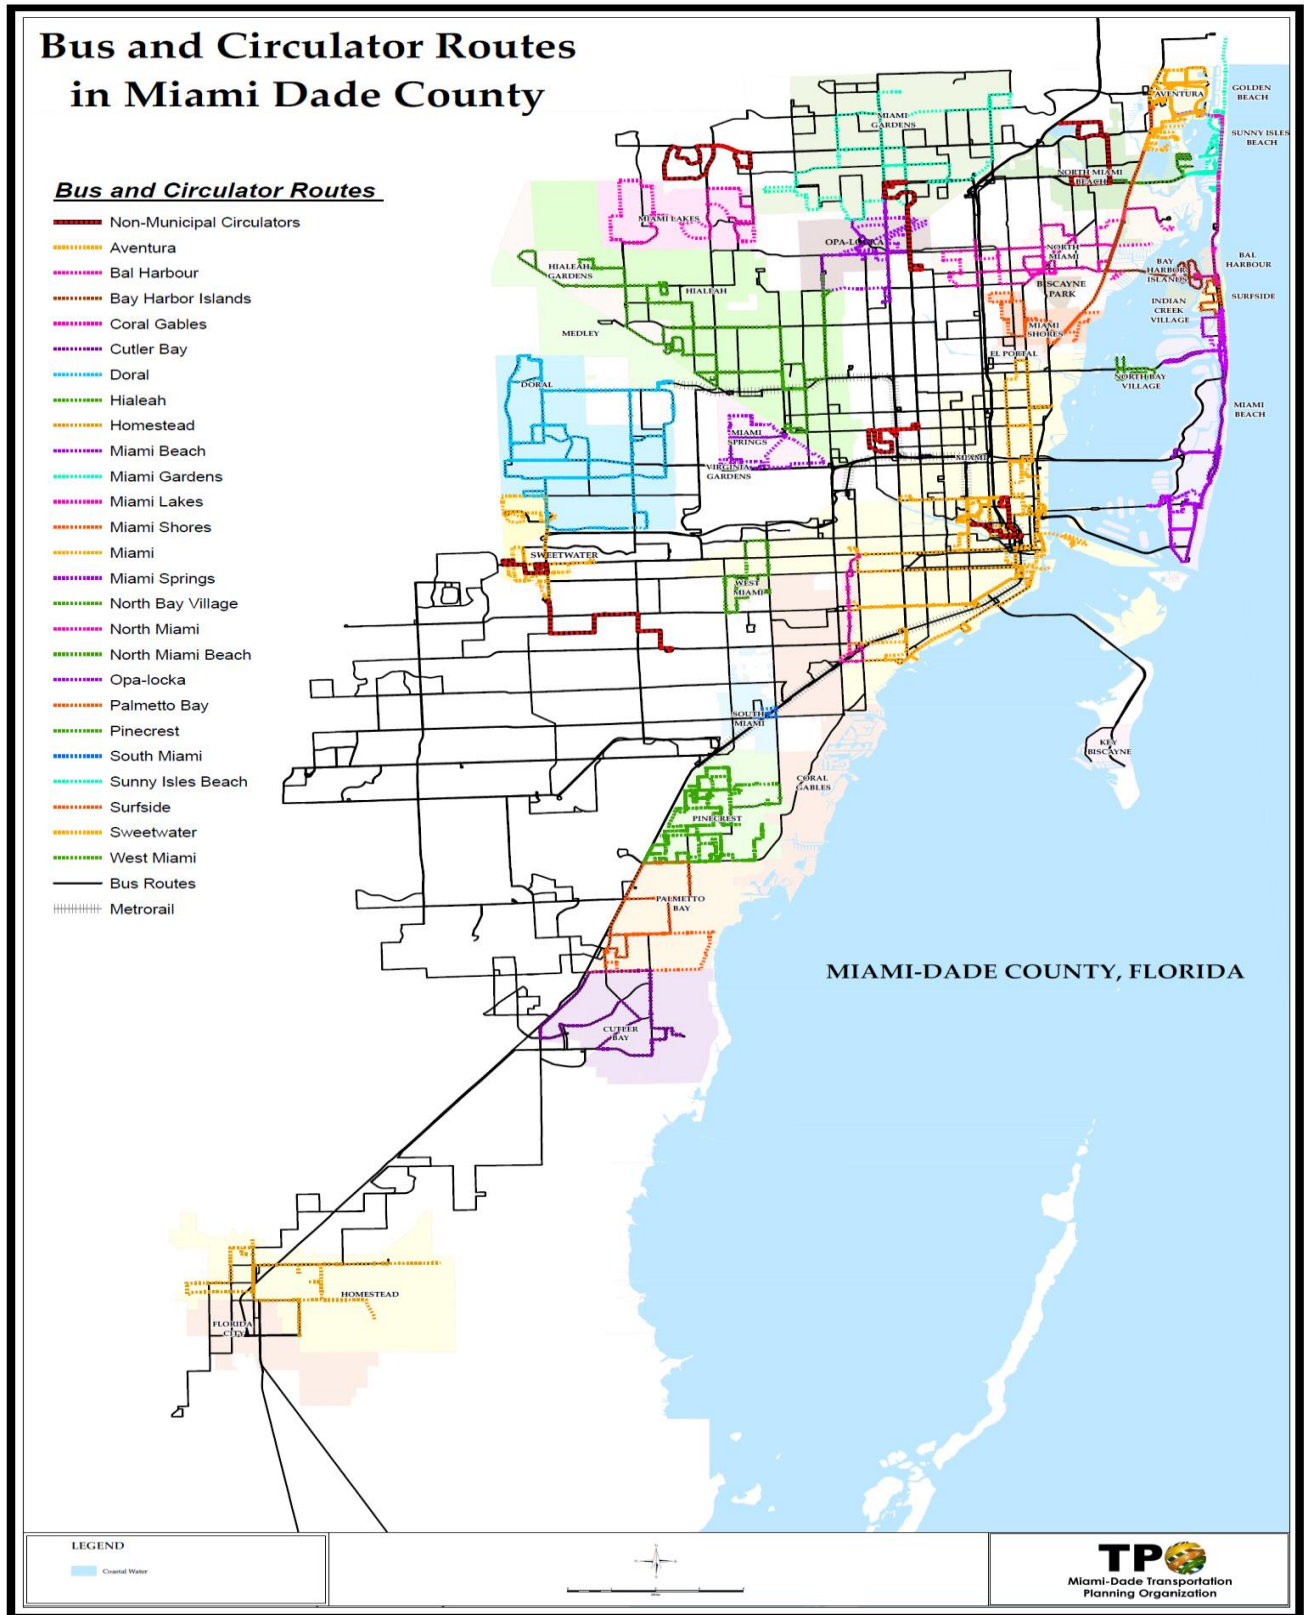 Bus and Circulator Routes
in Miami Dade County
Bus and Circulator Routes
Non-Municipal Circulators
Aventura
Bal Harbour
Bay Harbor Islands
Coral Gables
Cutler Bay
Doral
Hialeah
Homestead
Miami Beach
Miami Gardens
Miami Lakes
Miami Shores
Miami
Miami Springs
North Bay Village
North Miami
North Miami Beach
Opa-locka
Palmetto Bay
Pinecrest
South Miami
Sunny Isles Beach
Surfside
Sweetwater
West Miami
Bus Routes
Metrorail
GOLDEN
BEACH
AVENTURA
MIAMI
GARDENS
SUNNY ISLES
BEACH
NORTH MIAMI
BEACH
MIAMI LAKES
OPA-LOCKA
NORTH
MIAMI
BAL
HARBOUR
BAY
HARBOR
ISLANDS
HIALEAH
GARDENS
HIALEAH
BISCAYNE
PARK
SURFSIDE
INDIAN
CREEK
VILLAGE
MEDLEY
MIAMI
SHORES
EL PORTAL
DORAL
NORTH BAY
VILLAGE
MIAMI
BEACH
MIAMI
SPRINGS
VIRGINIA
GARDENS
MIAMI
SWEETWATER
WEST
MIAMI
SOUTH
MIAMI
KEY
BISCAYNE
CORAL
GABLES
PINECREST
PALMETTO
BAY
MIAMI-DADE COUNTY, FLORIDA
CUTLER
BAY
HOMESTEAD
FLORIDA
CITY
LEGEND
Coastal Water
TPO
Miami-Dade Transportation
Planning Organization